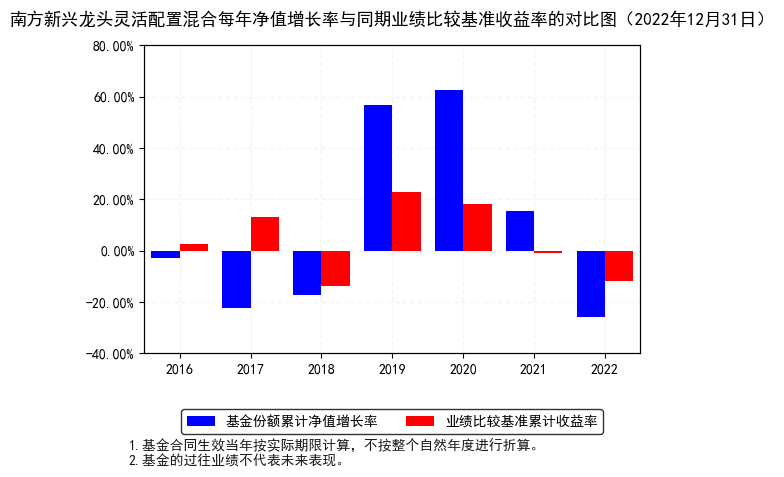 南方新兴龙头灵活配置混合每年净值增长率与同期业绩比较基准收益率的对比图（2022年12月31日）
80.00%
60.00%
40.00%
20.00%
0.00%
-20.00%
-40.00%
2016 2017 2018 2019 2020 2021 2022
基金份额累计净值增长率 业绩比较基准累计收益率
1.基金合同生效当年按实际期限计算，不按整个自然年度进行折算。
2.基金的过往业绩不代表未来表现。